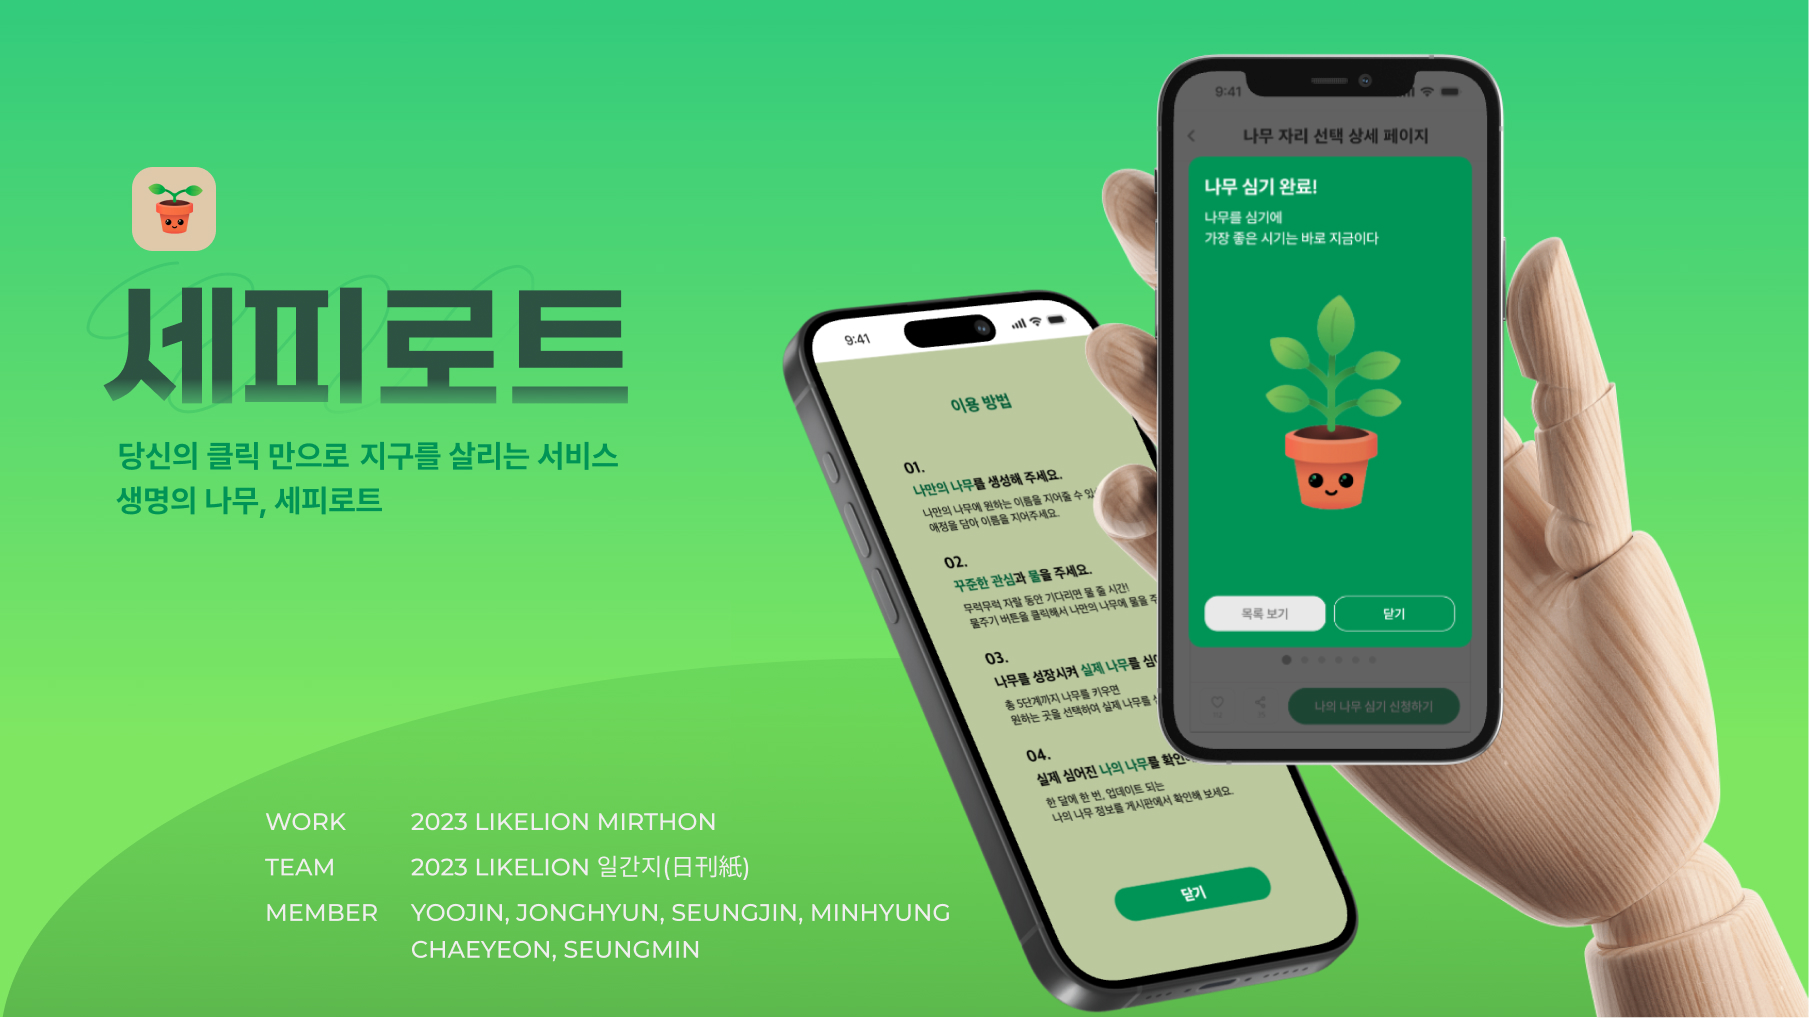 세피로트
당신의 클릭 만으로 지구를 살리는 서비스
생명의 나무, 세피로트
WORK 2023 LIKELION MIRTHON
TEAM 2023 LIKELION 일간지(日刊紙)
MEMBER YOOJIN, JONGHYUN, SEUNGJIN, MINHYUNG
CHAEYEON, SEUNGMIN
9:41
이용 방법
01.
나만의 나무를 생성해 주세요.
나만의 나무에 원하는 이름을 지어줄 수
애정을 담아 이름을 지어주세요.
02.
꾸준한 관심과 물을 주세요.
무럭무럭 자랄 동안 기다리면 물 줄 시간!
물주기 버튼을 클릭해서 나만의 나무에 물을
03.
나무를 성장시켜 실제 나무를
총 5단계까지 나무를 키우면
원하는 곳을 선택하여 실제 나무를
04.
실제 심어진 나의 나무를
한 달에 한 번, 업데이트 되는
나의 나무 정보를 게시판에서 확인해 보세요.
닫기
9:41
나무 자리 선택 상세 페이지
나무 심기 완료!
나무를 심기에
가장 좋은 시기는 바로 지금이다
목록 보기
닫기
나의 나무 심기 신청하기